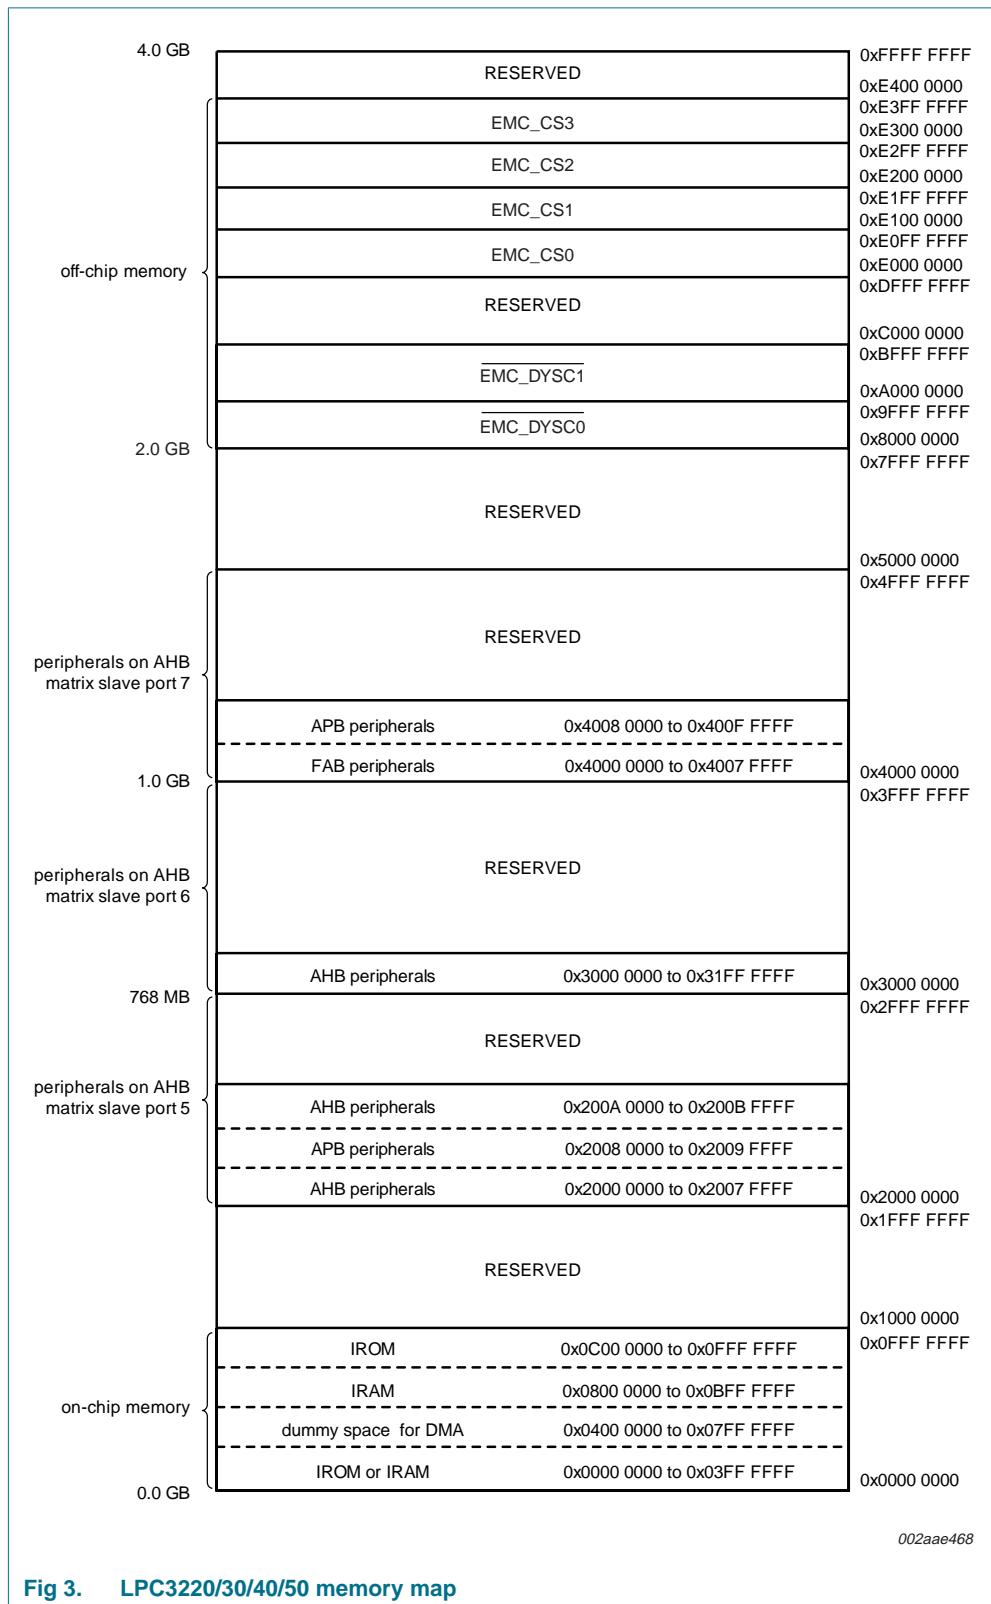 4.0 GB
0xFFFF FFFF
RESERVED
0xE400 0000
0xE3FF FFFF
EMC_CS3
0xE300 0000
0xE2FF FFFF
EMC_CS2
0xE200 0000
0xE1FF FFFF
EMC_CS1
0xE100 0000
0xE0FF FFFF
EMC_CS0
0xE000 0000
off-chip memory
0xDFFF FFFF
RESERVED
0xC000 0000
0xBFFF FFFF
EMC_DYSC1
0xA000 0000
0x9FFF FFFF
EMC_DYSC0
0x8000 0000
2.0 GB
0x7FFF FFFF
RESERVED
0x5000 0000
0x4FFF FFFF
RESERVED
peripherals on AHB
matrix slave port 7
APB peripherals 0x4008 0000 to 0x400F FFFF
FAB peripherals 0x4000 0000 to 0x4007 FFFF
0x4000 0000
1.0 GB
0x3FFF FFFF
RESERVED
peripherals on AHB
matrix slave port 6
AHB peripherals 0x3000 0000 to 0x31FF FFFF
0x3000 0000
768 MB
0x2FFF FFFF
RESERVED
peripherals on AHB
matrix slave port 5
AHB peripherals 0x200A 0000 to 0x200B FFFF
APB peripherals 0x2008 0000 to 0x2009 FFFF
AHB peripherals 0x2000 0000 to 0x2007 FFFF
0x2000 0000
0x1FFF FFFF
RESERVED
0x1000 0000
0x0FFF FFFF
IROM 0x0C00 0000 to 0x0FFF FFFF
IRAM 0x0800 0000 to 0x0BFF FFFF
on-chip memory
dummy space for DMA 0x0400 0000 to 0x07FF FFFF
IROM or IRAM 0x0000 0000 to 0x03FF FFFF
0x0000 0000
0.0 GB
002aae468
Fig 3. LPC3220/30/40/50 memory map